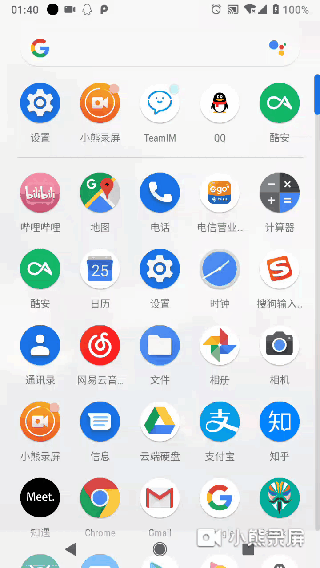 01:40 P 100%
G
设置 小熊录屏 TeamIM QQ 酷安
bilibili ego
哔哩哔哩 地图 电话 电信营业... 计算器
25 S
酷安 日历 设置 时钟 搜狗输入...
通讯录 网易云音... 文件 相册 相机
知
小熊录屏 信息 云端硬盘 支付宝 知乎
Meet.
知遇 Chrome Gmail
小熊录屏